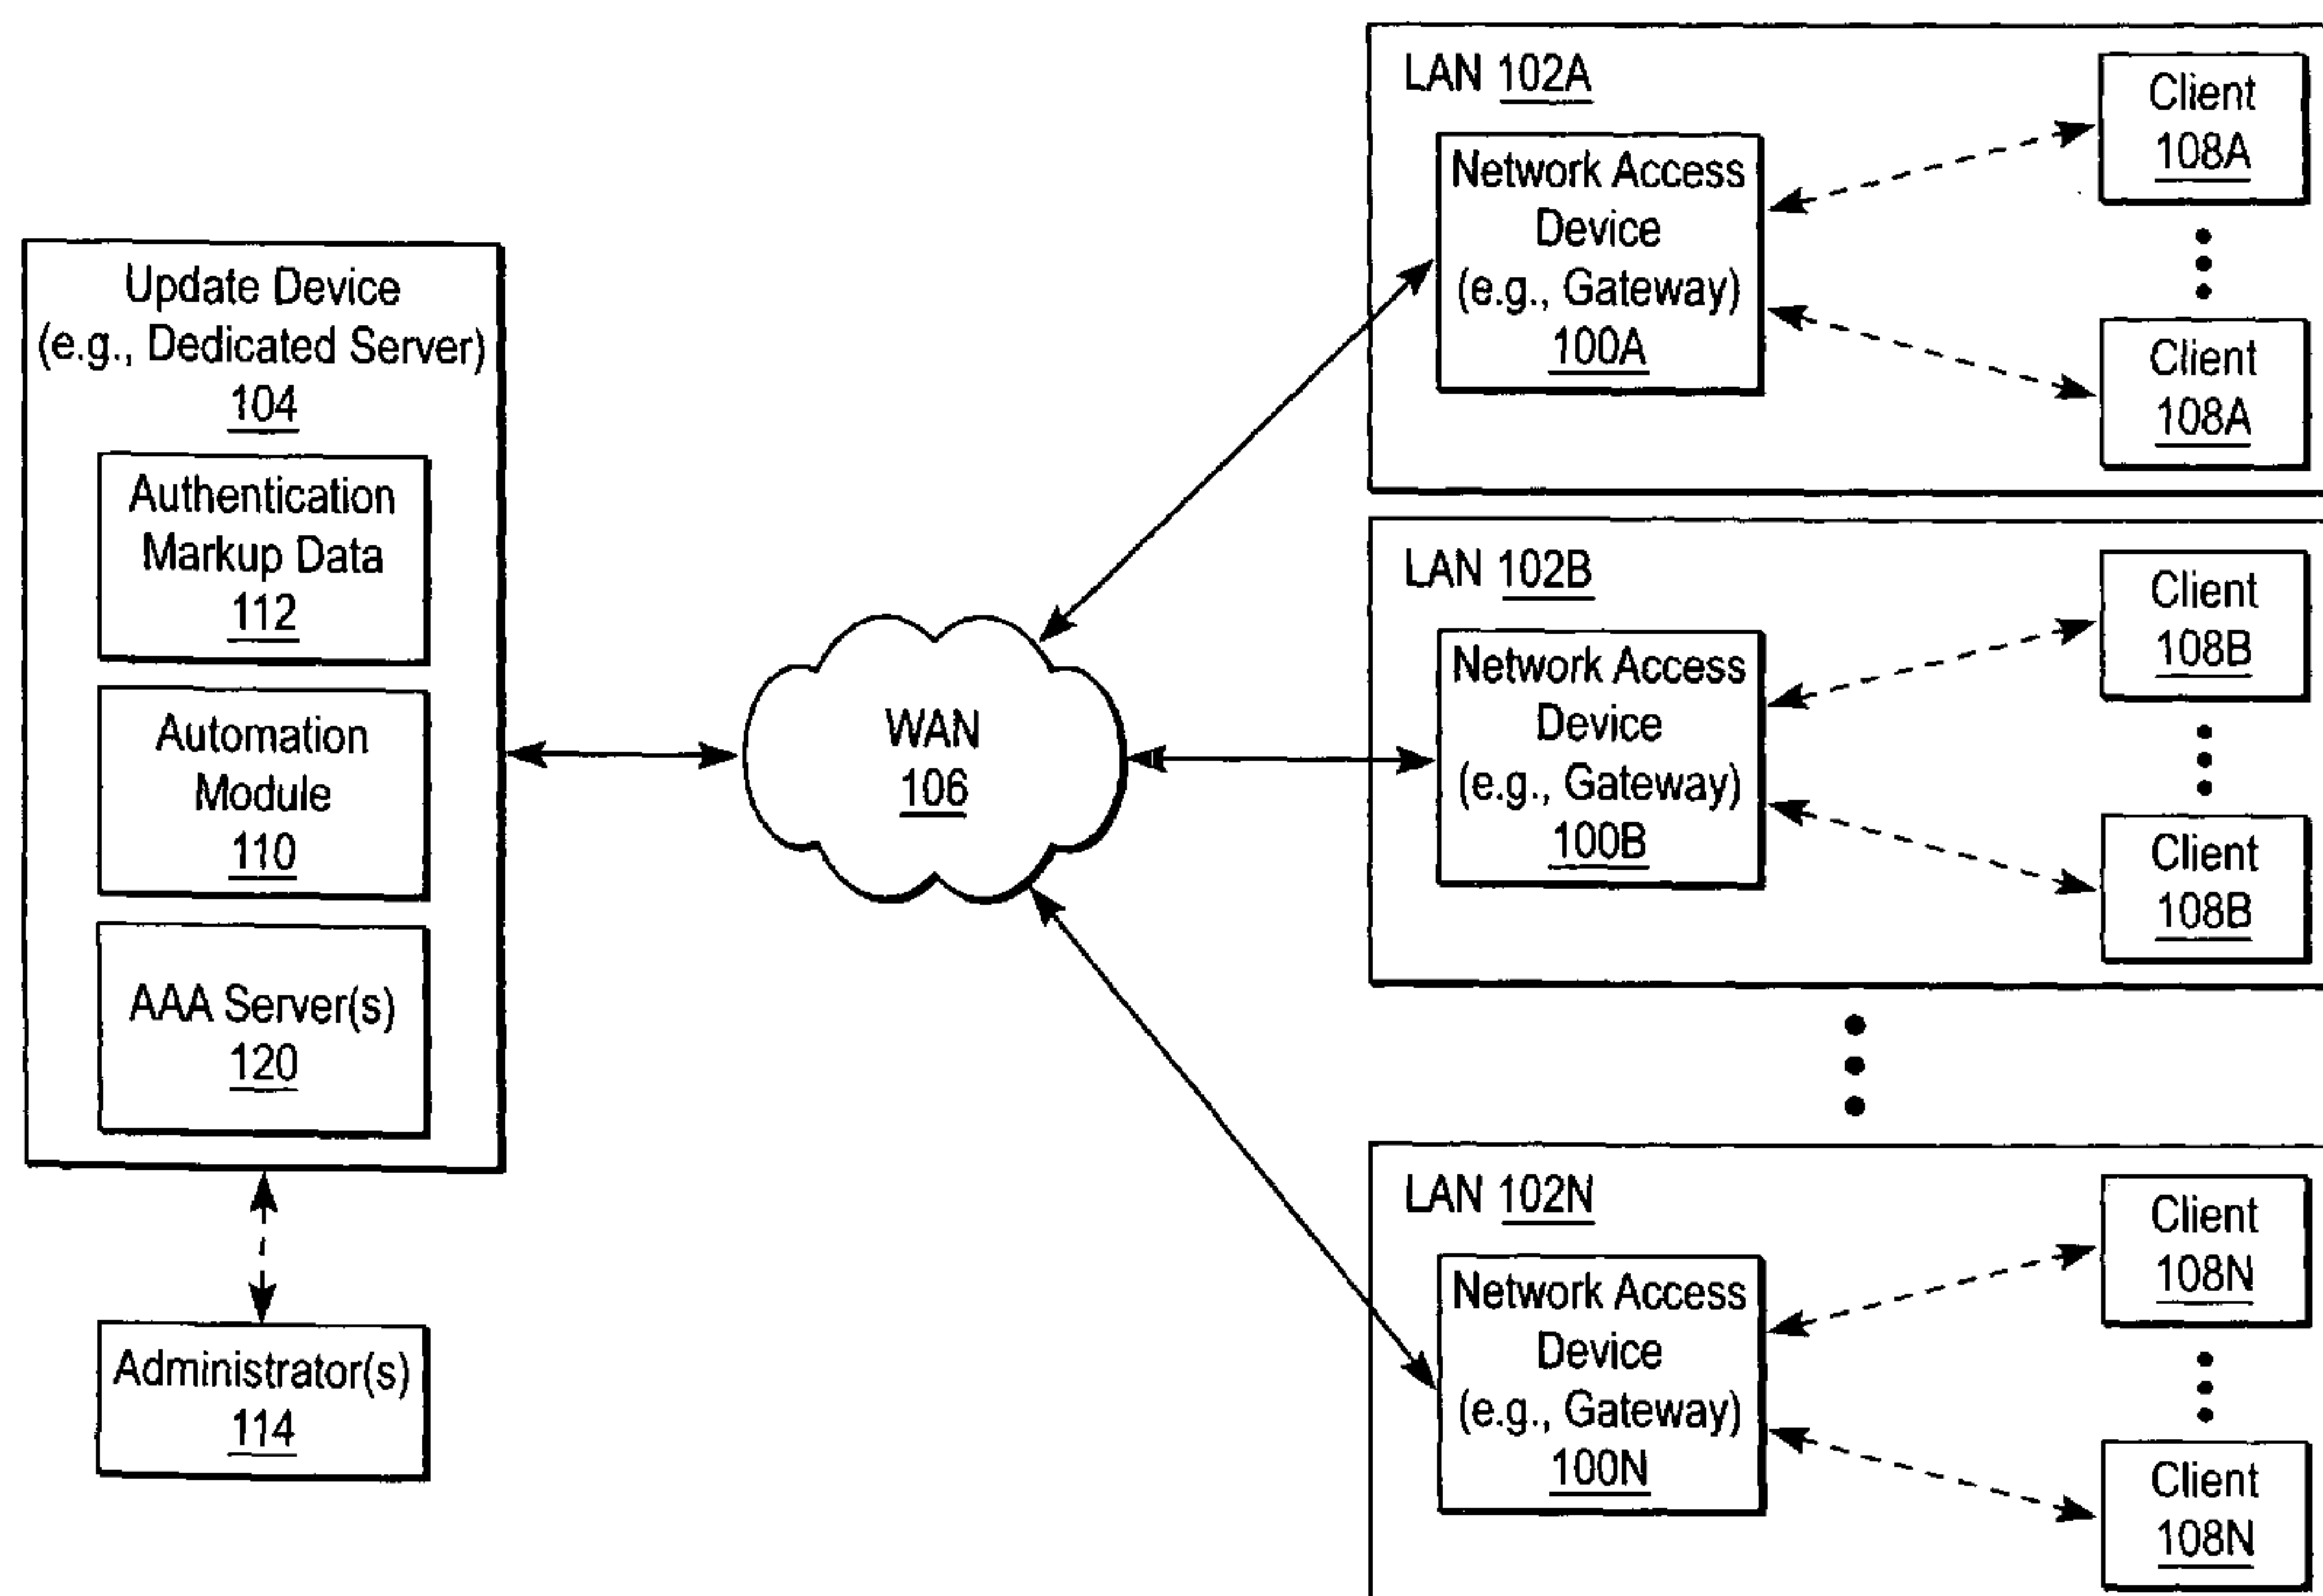 Update Device
(e.g., Dedicated Server)
104
Authentication
Markup Data
112
Automation
Module
110
AAA Server(s)
120
Administrator(s)
114
WAN
106
LAN 102A
Network Access
Device
(e.g., Gateway)
100A
Client
108A
Client
108A
LAN 102B
Network Access
Device
(e.g., Gateway)
100B
Client
108B
Client
108B
LAN 102N
Network Access
Device
(e.g., Gateway)
100N
Client
108N
Client
108N